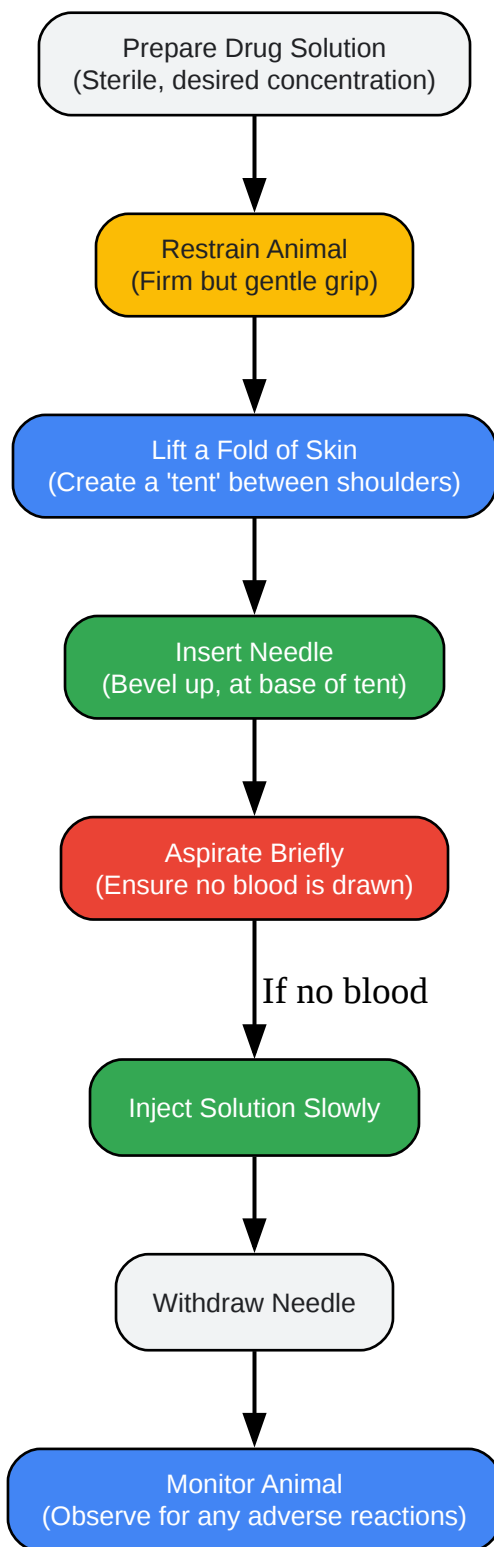 Prepare Drug Solution
(Sterile, desired concentration)
Restrain Animal
(Firm but gentle grip)
Lift a Fold of Skin
(Create a 'tent' between shoulders)
Insert Needle
(Bevel up, at base of tent)
Aspirate Briefly
(Ensure no blood is drawn)
If no blood
Inject Solution Slowly
Withdraw Needle
Monitor Animal
(Observe for any adverse reactions)